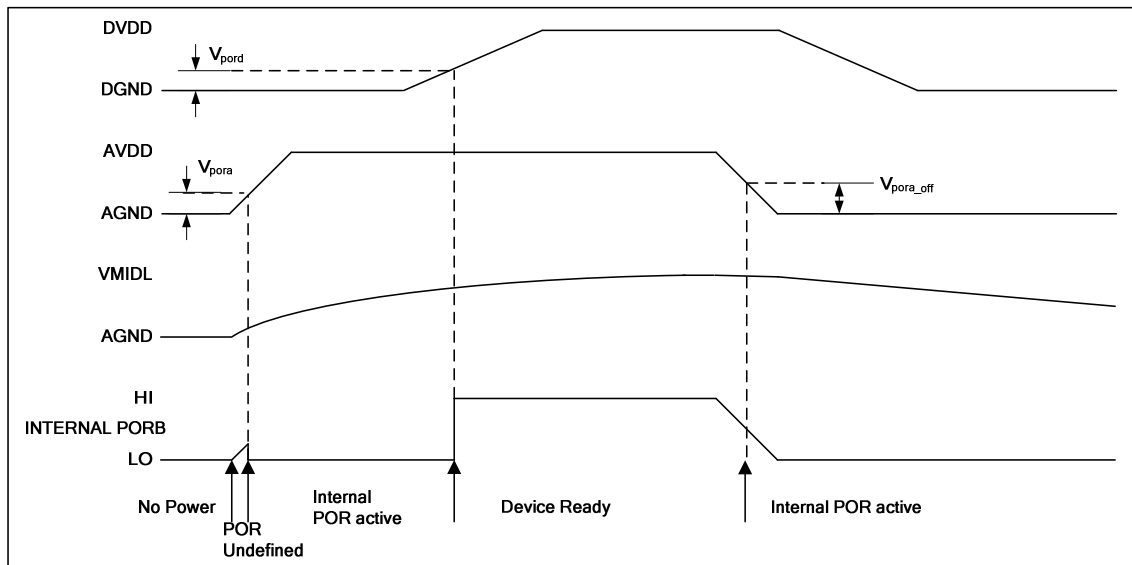 DVDD
Vpord
DGND
AVDD
Vpora
Vpora_off
AGND
VMIDL
AGND
HI
INTERNAL PORB
LO
No Power
POR
Undefined
Internal
POR active
Device Ready
Internal POR active